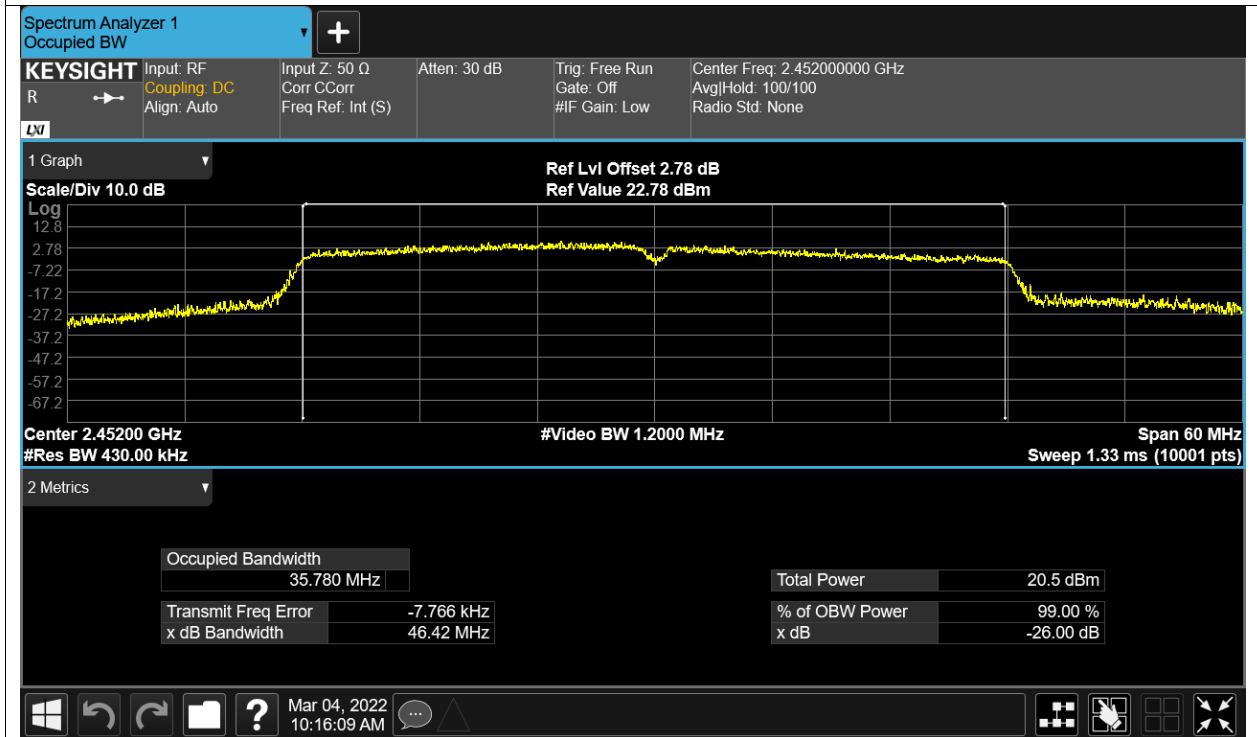 Spectrum Analyzer 1
Occupied BW
KEYSIGHT
R
LXI
Input: RF
Coupling: DC
Align: Auto
Input Z: 50 Ω
Corr CCorr
Freq Ref: Int (S)
Atten: 30 dB
Trig: Free Run
Gate: Off
#IF Gain: Low
Center Freq: 2.452000000 GHz
Avg|Hold: 100/100
Radio Std: None
1 Graph
Scale/Div 10.0 dB
Ref Lvl Offset 2.78 dB
Ref Value 22.78 dBm
Log
12.8
2.78
-7.22
-17.2
-27.2
-37.2
-47.2
-57.2
-67.2
Center 2.45200 GHz
#Res BW 430.00 kHz
#Video BW 1.2000 MHz
Span 60 MHz
Sweep 1.33 ms (10001 pts)
2 Metrics
Occupied Bandwidth
35.780 MHz
Transmit Freq Error -7.766 kHz
x dB Bandwidth 46.42 MHz
Total Power 20.5 dBm
% of OBW Power 99.00 %
x dB -26.00 dB
?
Mar 04, 2022
10:16:09 AM